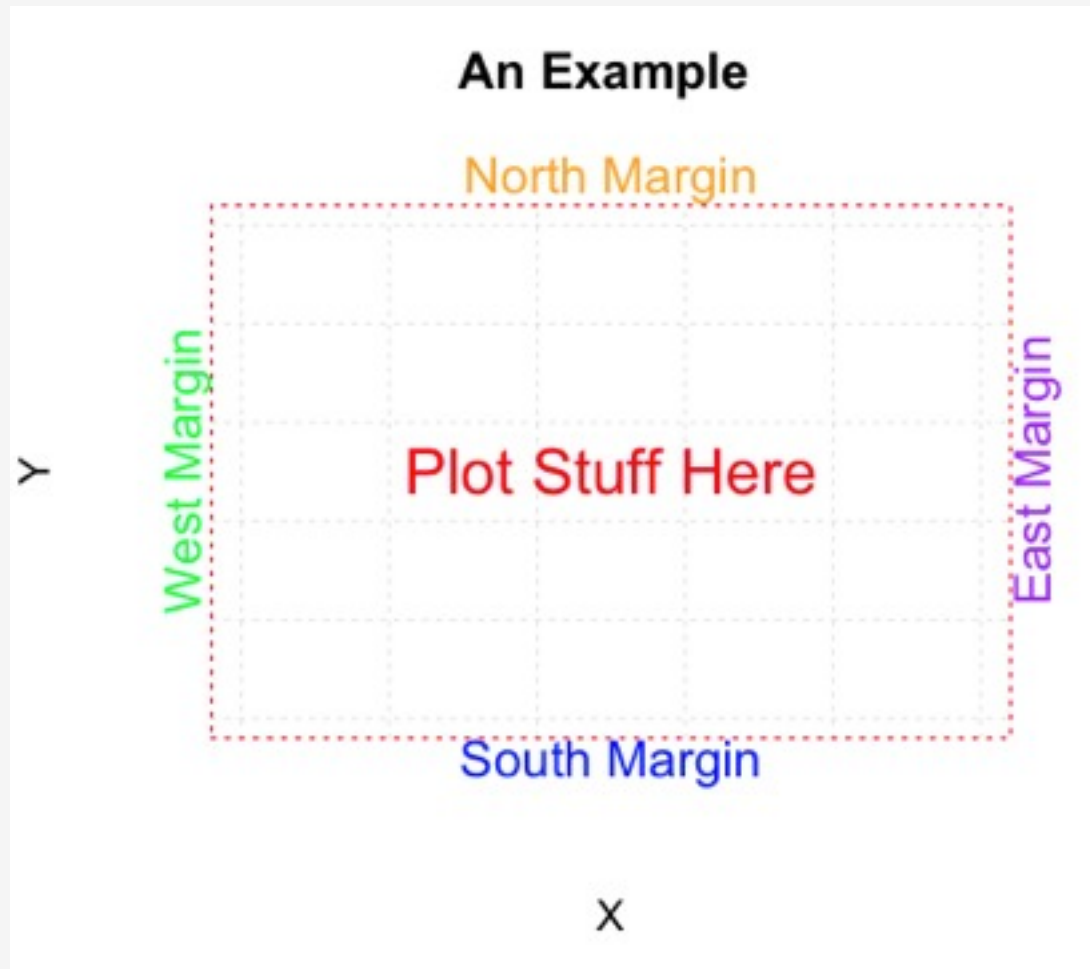 An Example
North Margin
West Margin
Y
Plot Stuff Here
East Margin
South Margin
X